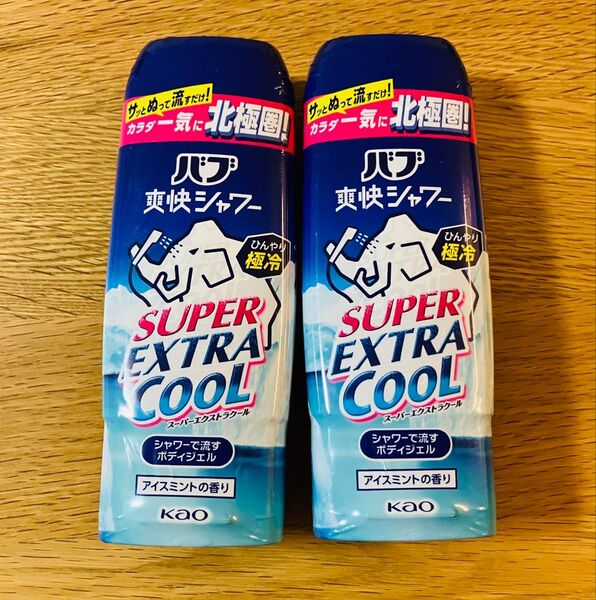 サッとぬって流すだけ!
カラダ一気に北極圏!
バブ
爽快シャワー
ひんやり
極冷
SUPER
EXTRA
COOL
スーパーエクストラクール
シャワーで流す
ボディジェル
アイスミントの香り
Kao
サッとぬって流すだけ!
カラダ一気に北極圏!
バブ
爽快シャワー
ひんやり
極冷
SUPER
EXTRA
COOL
スーパーエクストラクール
シャワーで流す
ボディジェル
アイスミントの香り
Kao